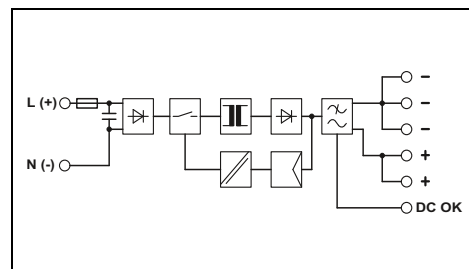 L (+)
N (-)
–
–
–
+
+
DC OK